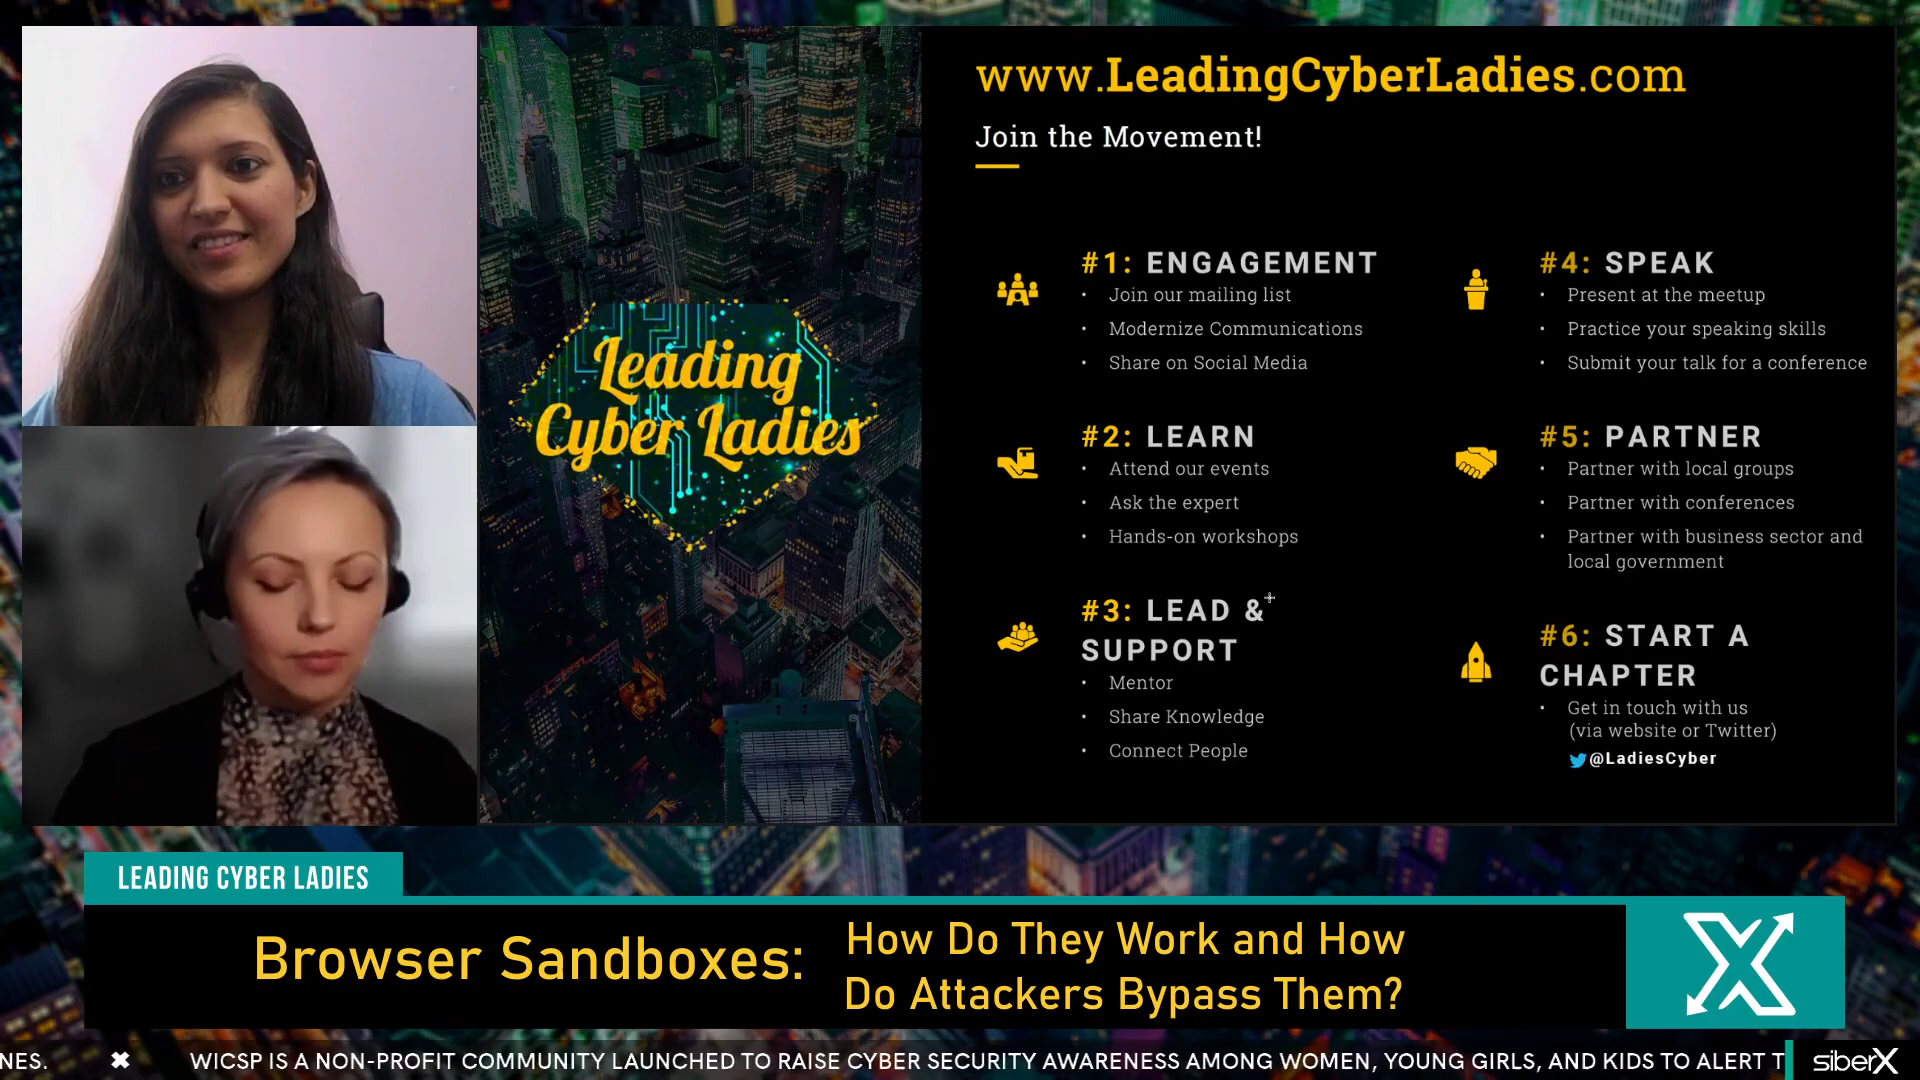 www.LeadingCyberLadies.com
Join the Movement!
#1: ENGAGEMENT
• Join our mailing list
• Modernize Communications
• Share on Social Media
#2: LEARN
• Attend our events
• Ask the expert
• Hands-on workshops
#3: LEAD &
SUPPORT
• Mentor
• Share Knowledge
• Connect People
#4: SPEAK
• Present at the meetup
• Practice your speaking skills
• Submit your talk for a conference
#5: PARTNER
• Partner with local groups
• Partner with conferences
• Partner with business sector and
local government
#6: START A
CHAPTER
• Get in touch with us
(via website or Twitter)
@LadiesCyber
Leading
Cyber Ladies
LEADING CYBER LADIES
Browser Sandboxes:
How Do They Work and How
Do Attackers Bypass Them?
X
NES. ✖ WICSP IS A NON-PROFIT COMMUNITY LAUNCHED TO RAISE CYBER SECURITY AWARENESS AMONG WOMEN, YOUNG GIRLS, AND KIDS TO ALERT T
siberX